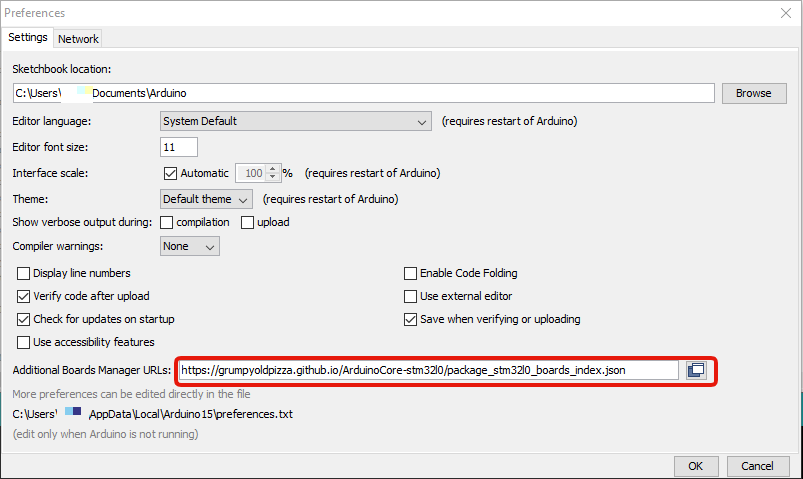 Preferences
Settings Network
Sketchbook location:
C:\Users\ Documents\Arduino Browse
Editor language: System Default (requires restart of Arduino)
Editor font size: 11
Interface scale: Automatic 100 % (requires restart of Arduino)
Theme: Default theme (requires restart of Arduino)
Show verbose output during: compilation upload
Compiler warnings: None
Display line numbers Enable Code Folding
Verify code after upload Use external editor
Check for updates on startup Save when verifying or uploading
Use accessibility features
Additional Boards Manager URLs: https://grumpyoldpizza.github.io/ArduinoCore-stm32l0/package_stm32l0_boards_index.json
More preferences can be edited directly in the file
C:\Users\ AppData\Local\Arduino15\preferences.txt
(edit only when Arduino is not running)
OK Cancel